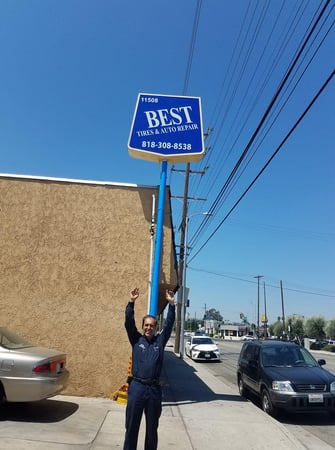 11508
BEST
TIRES & AUTO REPAIR
818-308-8538